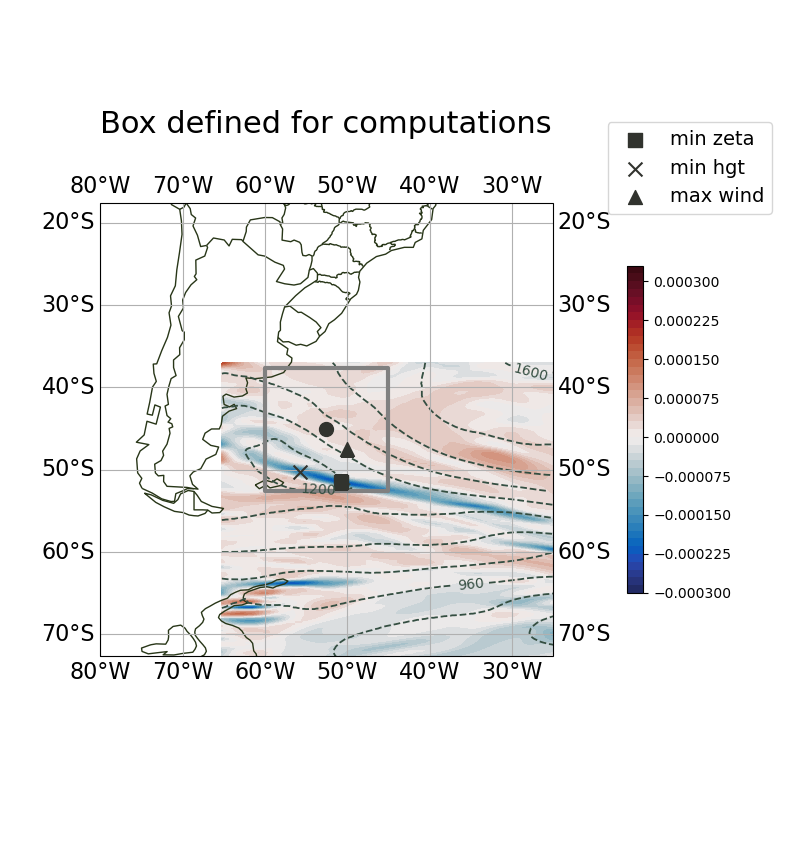 Box defined for computations
min zeta
min hgt
max wind
80°W 70°W 60°W 50°W 40°W 30°W
20°S 20°S
30°S 30°S
40°S 40°S
50°S 50°S
60°S 60°S
70°S 70°S
80°W 70°W 60°W 50°W 40°W 30°W
1600
1200
960
0.000300
0.000225
0.000150
0.000075
0.000000
−0.000075
−0.000150
−0.000225
−0.000300